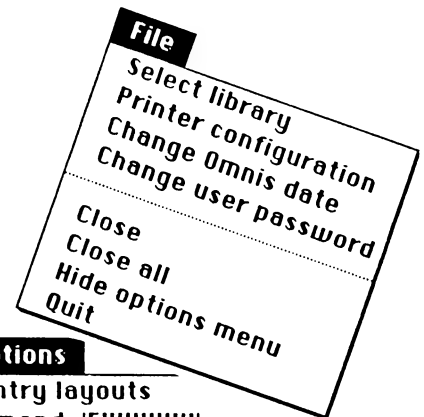 File
Select library
Printer configuration
Change Omnis date
Change user password
Close
Close all
Hide options menu
Quit
tions
ntry layouts